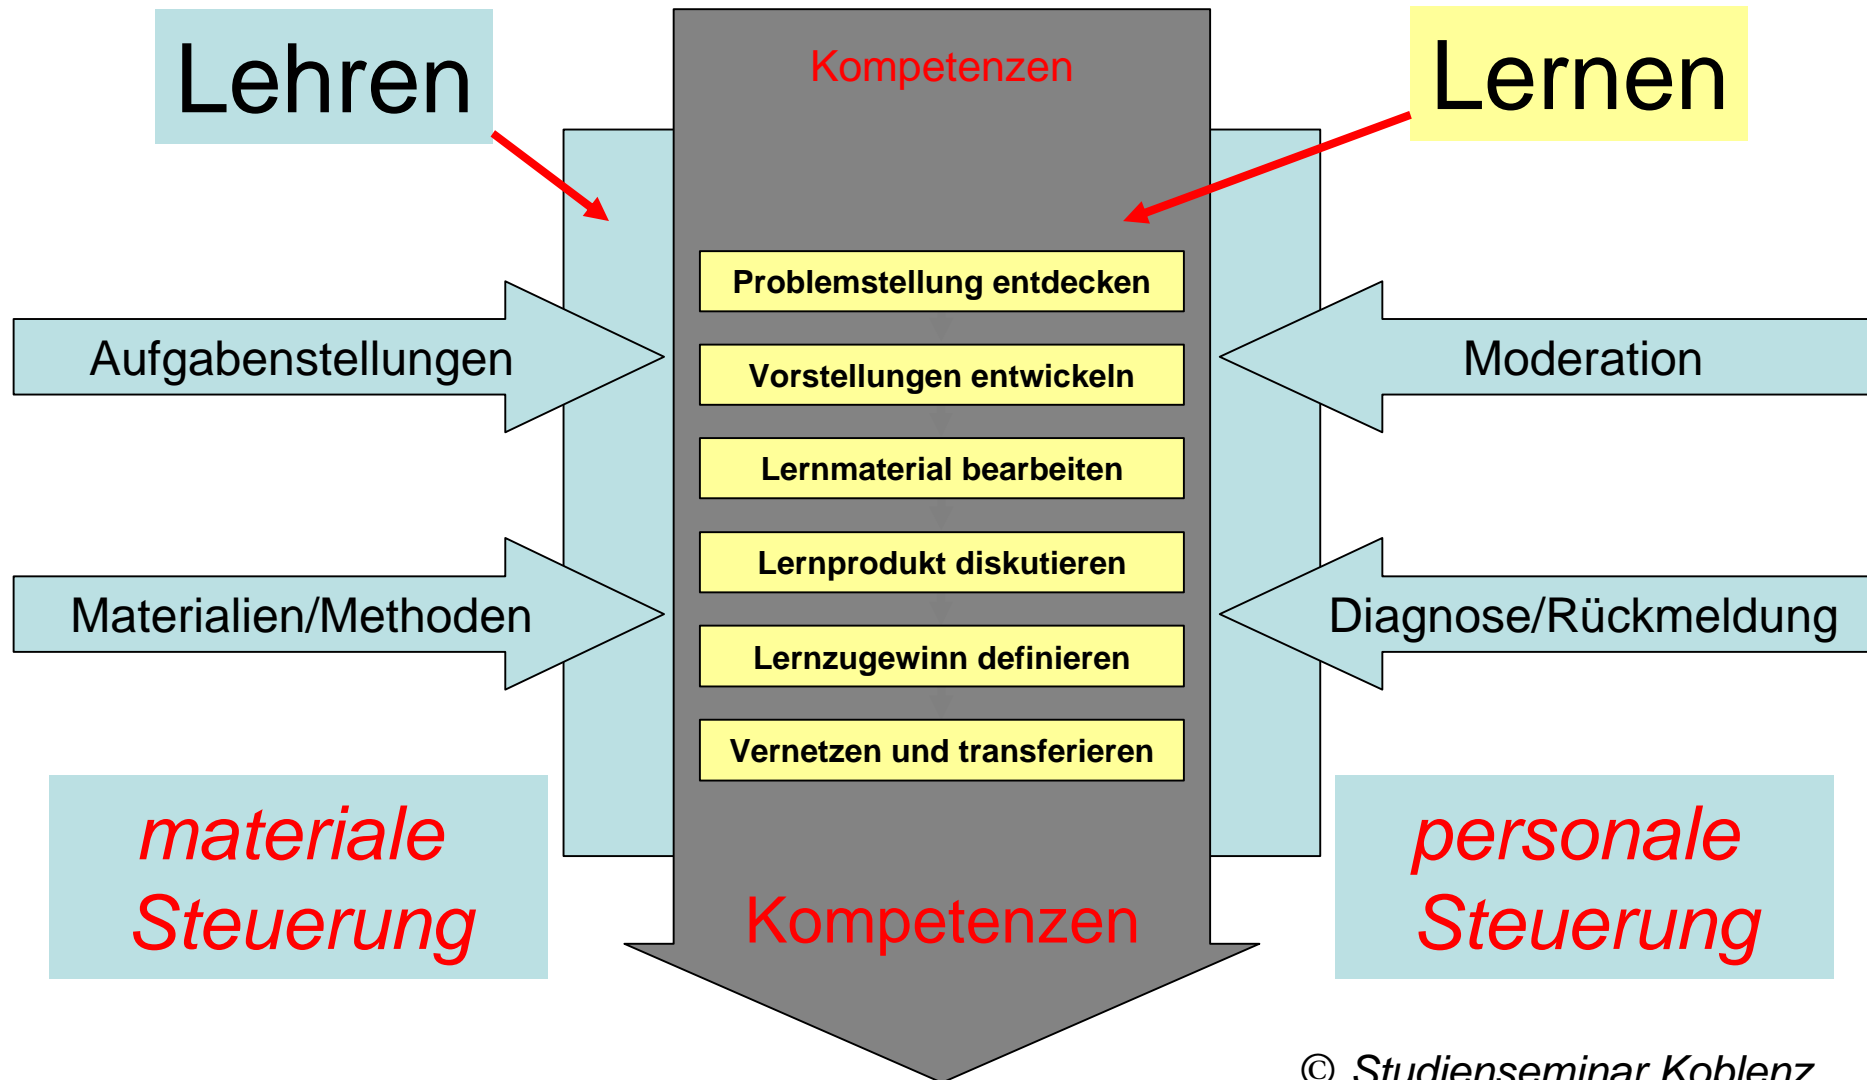 Lehren
Kompetenzen
Lernen
Problemstellung entdecken
Aufgabenstellungen
Vorstellungen entwickeln
Moderation
Lernmaterial bearbeiten
Lernprodukt diskutieren
Materialien/Methoden
Diagnose/Rückmeldung
Lernzugewinn definieren
Vernetzen und transferieren
materiale
Steuerung
personale
Steuerung
Kompetenzen
© Studienseminar Koblenz